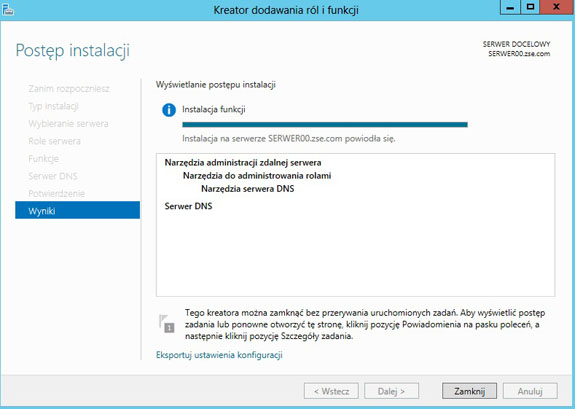 Kreator dodawania ról i funkcji
Postęp instalacji
SERWER DOCELOWY
SERWER00.zse.com
Zanim rozpoczniesz
Typ instalacji
Wybieranie serwera
Role serwera
Funkcje
Serwer DNS
Potwierdzenie
Wyniki
Wyświetlanie postępu instalacji
Instalacja funkcji
Instalacja na serwerze SERWER00.zse.com powiodła się.
Narzędzia administracji zdalnej serwera
Narzędzia do administrowania rolami
Narzędzia serwera DNS
Serwer DNS
1
Tego kreatora można zamknąć bez przerywania uruchomionych zadań. Aby wyświetlić postęp
zadania lub ponowne otworzyć tę stronę, kliknij pozycję Powiadomienia na pasku poleceń, a
następnie kliknij pozycję Szczegóły zadania.
Eksportuj ustawienia konfiguracji
< Wstecz
Dalej >
Zamknij
Anuluj